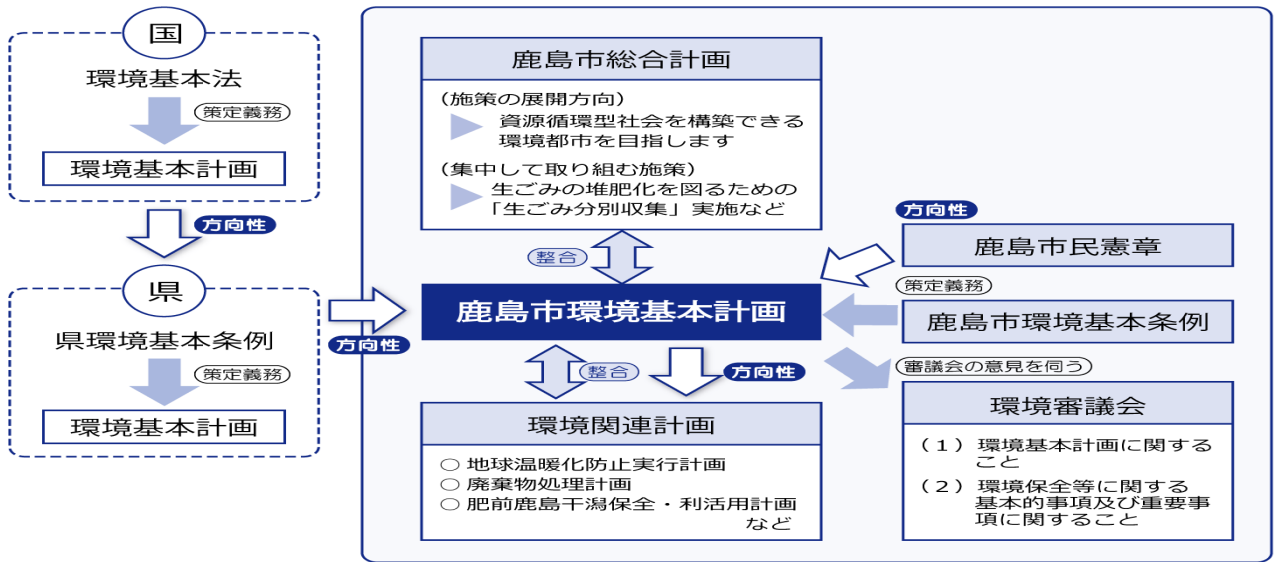 国
環境基本法
策定義務
環境基本計画
方向性
県
県環境基本条例
策定義務
環境基本計画
方向性
鹿島市総合計画
(施策の展開方向)
資源循環型社会を構築できる
環境都市を目指します
(集中して取り組む施策)
生ごみの堆肥化を図るための
「生ごみ分別収集」実施など
整合
鹿島市環境基本計画
整合
方向性
環境関連計画
○ 地球温暖化防止実行計画
○ 廃棄物処理計画
○ 肥前鹿島干潟保全・利活用計画
など
方向性
鹿島市民憲章
策定義務
鹿島市環境基本条例
審議会の意見を伺う
環境審議会
(1) 環境基本計画に関する
こと
(2) 環境保全等に関する
基本的事項及び重要事
項に関すること